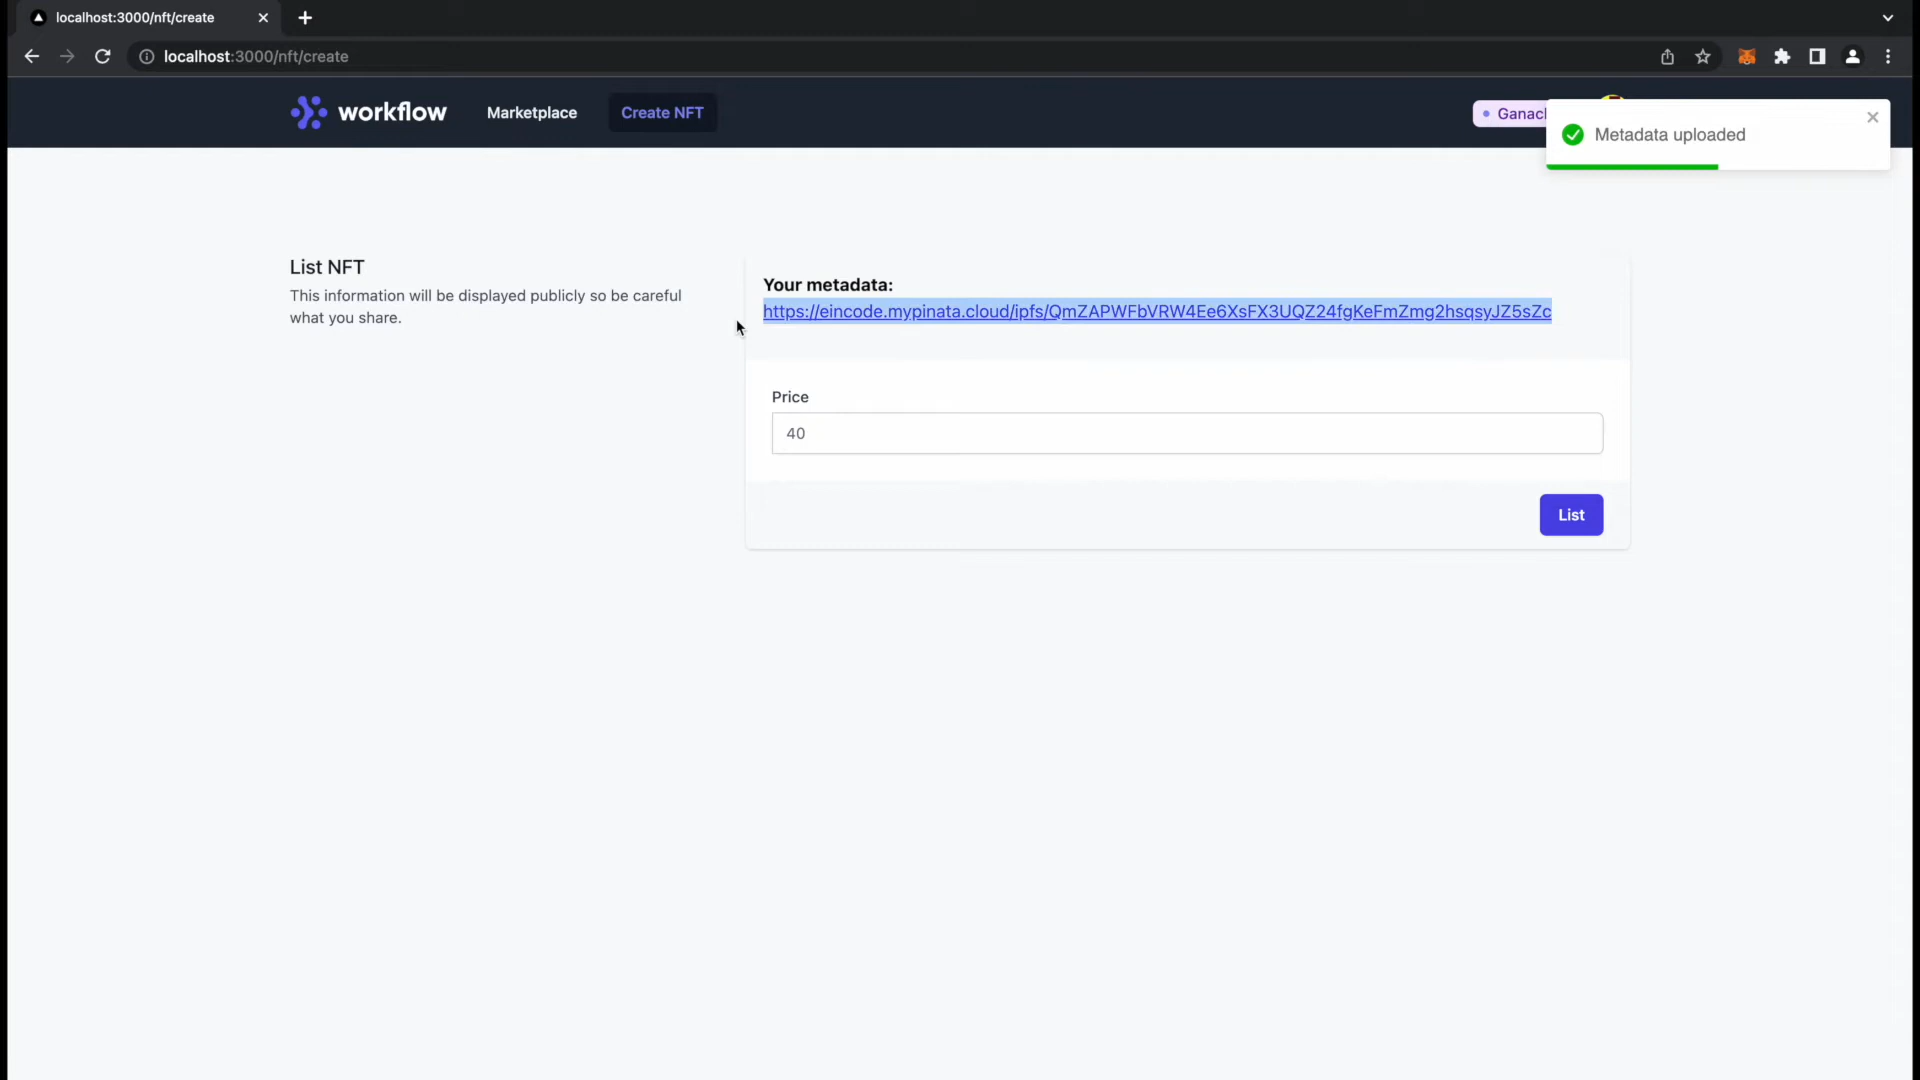 localhost:3000/nft/create
localhost:3000/nft/create
workflow
Marketplace
Create NFT
Metadata uploaded
List NFT
This information will be displayed publicly so be careful
what you share.
Your metadata:
https://eincode.mypinata.cloud/ipfs/QmZAPWFbVRW4Ee6XsFX3UQZ24fgKeFmZmg2hsqsyJZ5sZc
Price
40
List